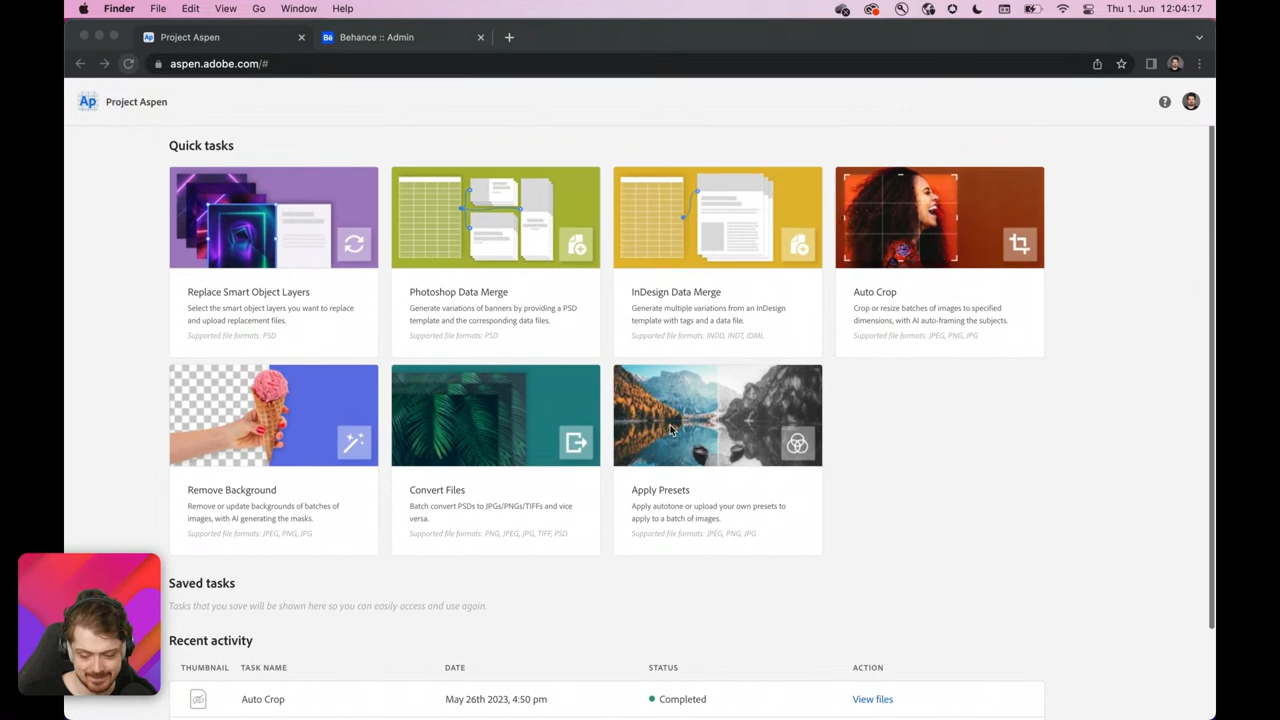 Finder File Edit View Go Window Help Thu 1. Jun 12:04:17
Ap Project Aspen Bē Behance :: Admin
aspen.adobe.com/#
Ap Project Aspen
Quick tasks
Replace Smart Object Layers
Select the smart object layers you want to replace
and upload replacement files.
Supported file formats: PSD
Photoshop Data Merge
Generate variations of banners by providing a PSD
template and the corresponding data files.
Supported file formats: PSD
InDesign Data Merge
Generate multiple variations from an InDesign
template with tags and a data file.
Supported file formats: INDD, INDT, IDML
Auto Crop
Crop or resize batches of images to specified
dimensions, with AI auto-framing the subjects.
Supported file formats: JPEG, PNG, JPG
Remove Background
Remove or update backgrounds of batches of
images, with AI generating the masks.
Supported file formats: JPEG, PNG, JPG
Convert Files
Batch convert PSDs to JPGs/PNGs/TIFFs and vice
versa.
Supported file formats: PNG, JPEG, JPG, TIFF, PSD
Apply Presets
Apply autotone or upload your own presets to
apply to a batch of images.
Supported file formats: JPEG, PNG, JPG
Saved tasks
Tasks that you save will be shown here so you can easily access and use again.
Recent activity
THUMBNAIL TASK NAME DATE STATUS ACTION
Auto Crop May 26th 2023, 4:50 pm Completed View files